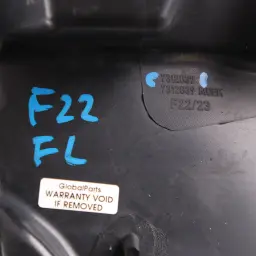 F22/23
F22
FL
GlobalParts
WARRANTY VOID
IF REMOVED